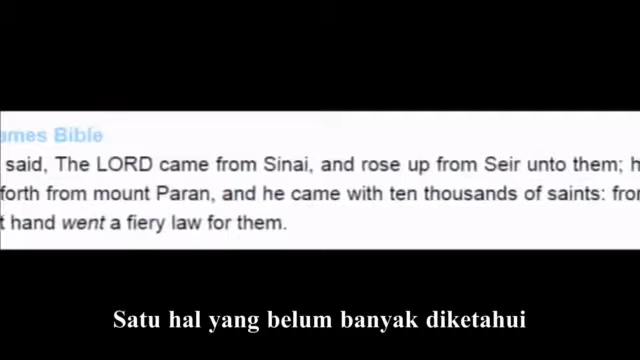 ames Bible
said, The LORD came from Sinai, and rose up from Seir unto them; h
forth from mount Paran, and he came with ten thousands of saints: from
t hand went a fiery law for them.
Satu hal yang belum banyak diketahui